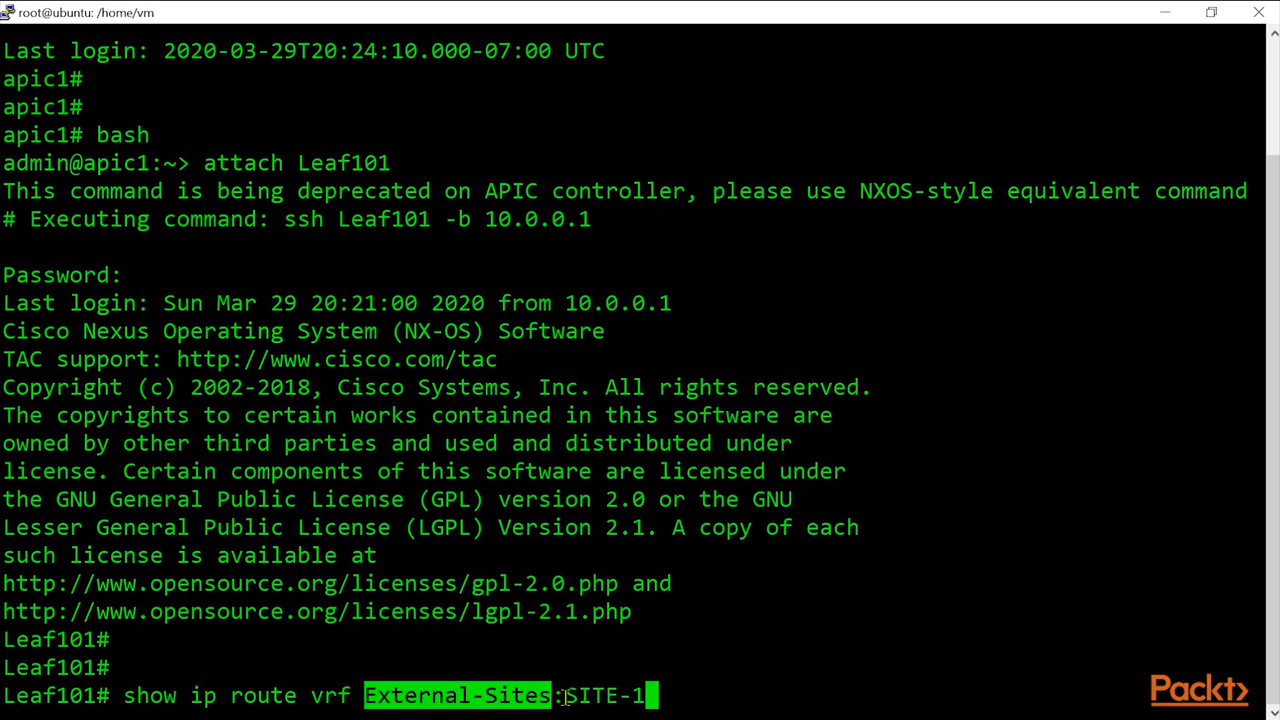 root@ubuntu: /home/vm
Last login: 2020-03-29T20:24:10.000-07:00 UTC
apic1#
apic1#
apic1# bash
admin@apic1:~> attach Leaf101
This command is being deprecated on APIC controller, please use NXOS-style equivalent command
# Executing command: ssh Leaf101 -b 10.0.0.1
Password:
Last login: Sun Mar 29 20:21:00 2020 from 10.0.0.1
Cisco Nexus Operating System (NX-OS) Software
TAC support: http://www.cisco.com/tac
Copyright (c) 2002-2018, Cisco Systems, Inc. All rights reserved.
The copyrights to certain works contained in this software are
owned by other third parties and used and distributed under
license. Certain components of this software are licensed under
the GNU General Public License (GPL) version 2.0 or the GNU
Lesser General Public License (LGPL) Version 2.1. A copy of each
such license is available at
http://www.opensource.org/licenses/gpl-2.0.php and
http://www.opensource.org/licenses/lgpl-2.1.php
Leaf101#
Leaf101#
Leaf101# show ip route vrf External-Sites:SITE-1
Packt>